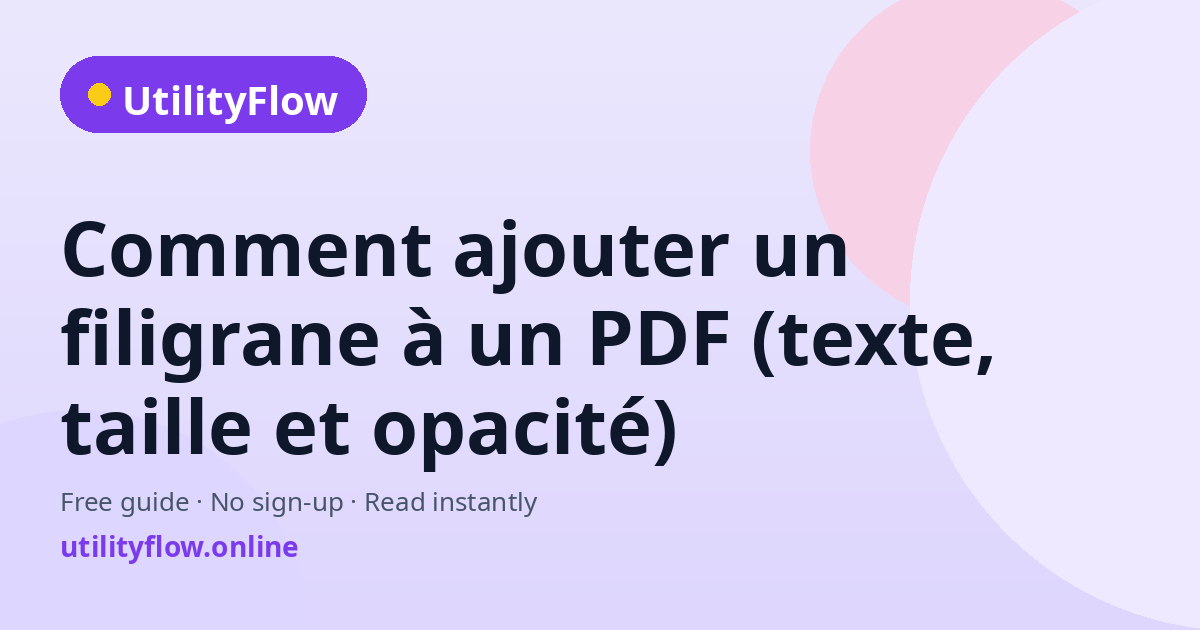 UtilityFlow
Comment ajouter un
filigrane à un PDF (texte,
taille et opacité)
Free guide · No sign-up · Read instantly
utilityflow.online